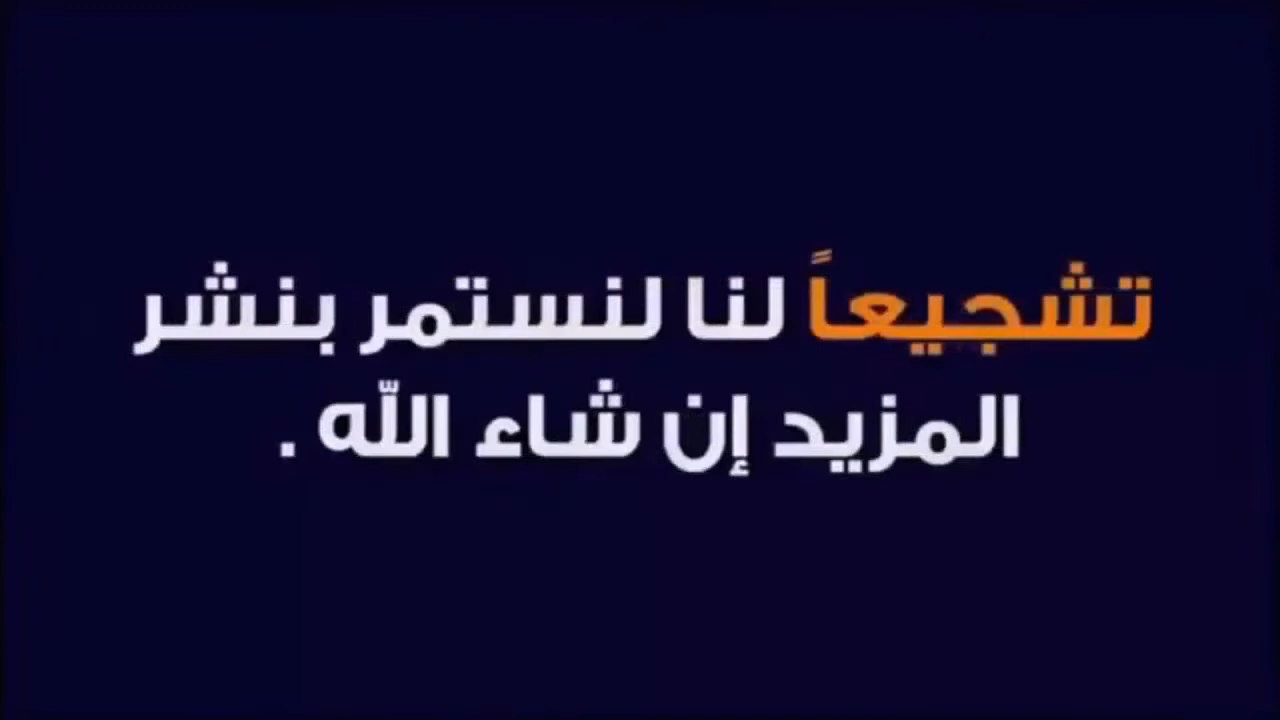 تشجيعاً لنا لنستمر بنشر
المزيد إن شاء الله .